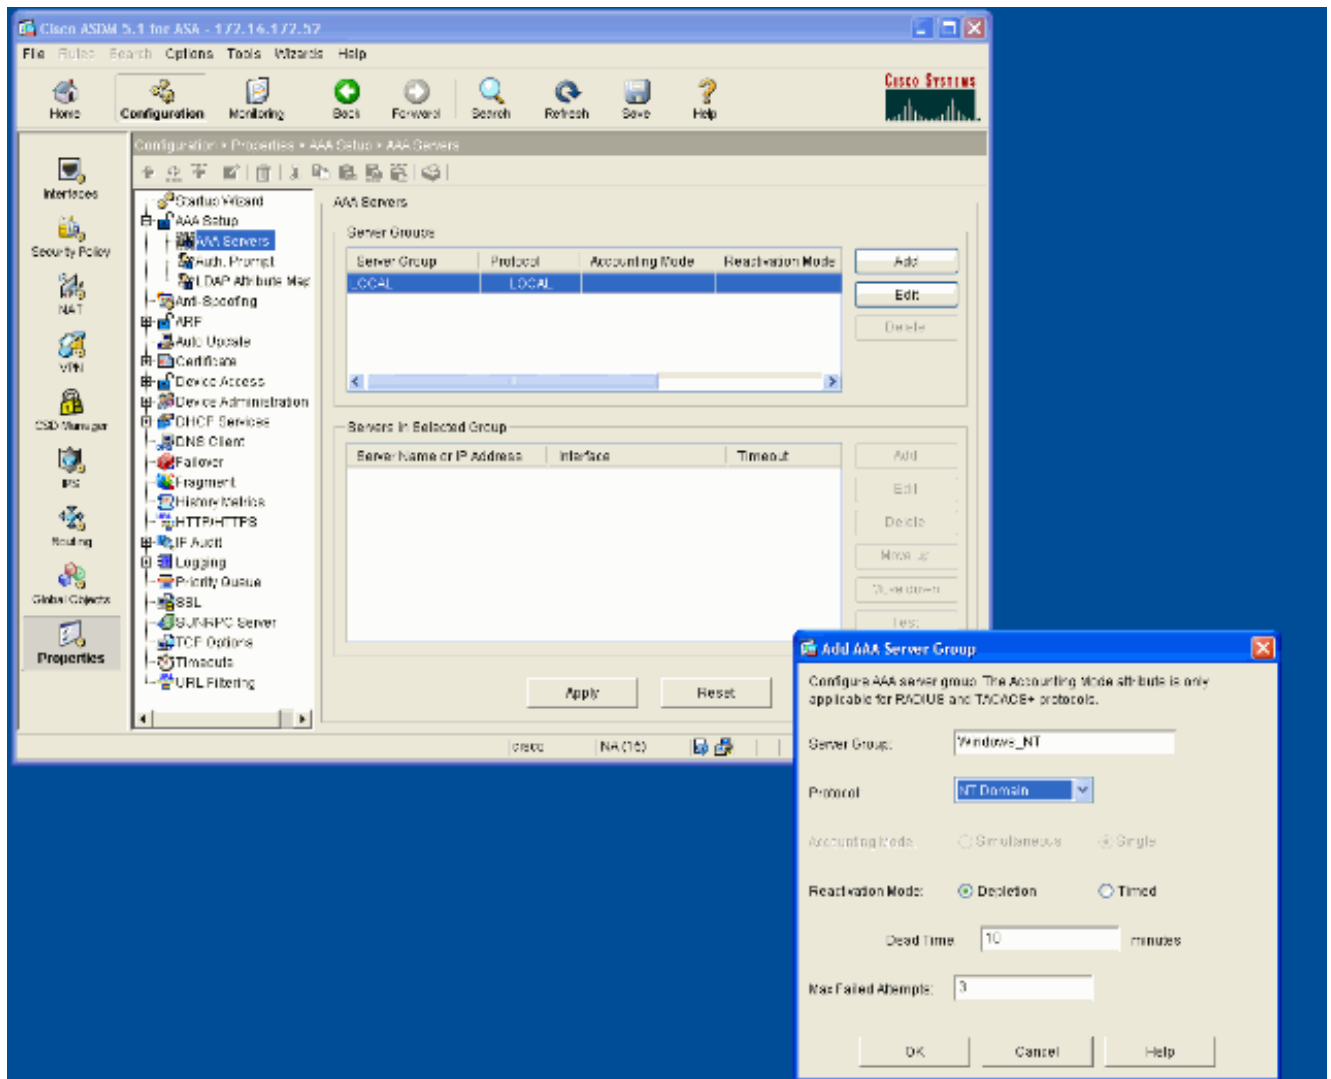 Cisco ASDM 5.1 for ASA - 172.16.172.52
File Rules Search Options Tools Wizards Help
Home Configuration Monitoring Back Forward Search Refresh Save Help
CISCO SYSTEMS
Configuration > Properties > AAA Setup > AAA Servers
Interfaces
Security Policy
NAT
VPN
CSD Manager
IPS
Routing
Global Objects
Properties
Startup Wizard
AAA Setup
AAA Servers
Auth. Prompt
LDAP Attribute Map
Anti-Spoofing
ARP
Auto Update
Certificate
Device Access
Device Administration
DHCP Services
DNS Client
Failover
Fragment
History Metrics
HTTP/HTTPS
IP Audit
Logging
Priority Queue
SSL
SUNRPC Server
TCP Options
Timeouts
URL Filtering
AAA Servers
Server Groups
Server Group Protocol Accounting Mode Reactivation Mode
LOCAL LOCAL
Add
Edit
Delete
Servers in Selected Group
Server Name or IP Address Interface Timeout
Add
Edit
Delete
Move up
Move down
Test
Apply Reset
cisco NA (15)
Add AAA Server Group
Configure AAA server group. The Accounting Mode attribute is only
applicable for RADIUS and TACACS+ protocols.
Server Group: Windows_NT
Protocol NT Domain
Accounting Mode: Simultaneous Single
Reactivation Mode: Depletion Timed
Dead Time: 10 minutes
Max Failed Attempts: 3
OK Cancel Help